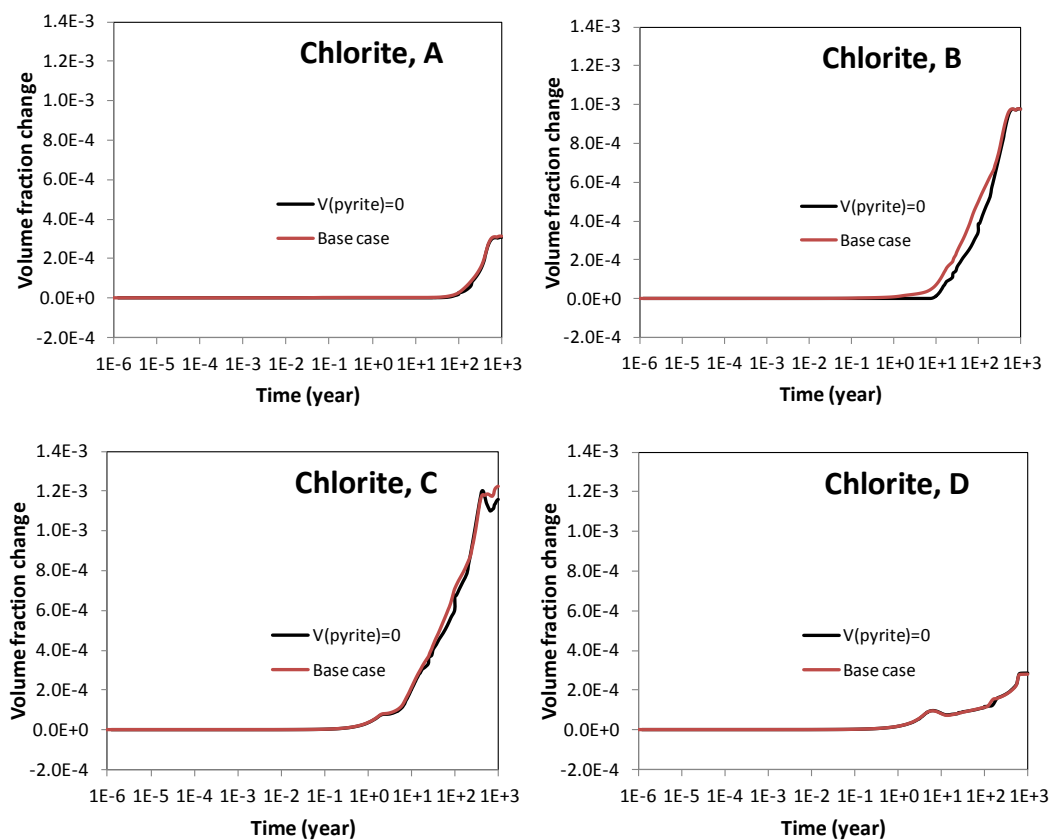 Chlorite, A
Volume fraction change
1.4E-3
1.2E-3
1.0E-3
8.0E-4
6.0E-4
4.0E-4
2.0E-4
0.0E+0
-2.0E-4
V(pyrite)=0
Base case
1E-6 1E-5 1E-4 1E-3 1E-2 1E-1 1E+0 1E+1 1E+2 1E+3
Time (year)
Chlorite, B
Volume fraction change
1.4E-3
1.2E-3
1.0E-3
8.0E-4
6.0E-4
4.0E-4
2.0E-4
0.0E+0
-2.0E-4
V(pyrite)=0
Base case
1E-6 1E-5 1E-4 1E-3 1E-2 1E-1 1E+0 1E+1 1E+2 1E+3
Time (year)
Chlorite, C
Volume fraction change
1.4E-3
1.2E-3
1.0E-3
8.0E-4
6.0E-4
4.0E-4
2.0E-4
0.0E+0
-2.0E-4
V(pyrite)=0
Base case
1E-6 1E-5 1E-4 1E-3 1E-2 1E-1 1E+0 1E+1 1E+2 1E+3
Time (year)
Chlorite, D
Volume fraction change
1.4E-3
1.2E-3
1.0E-3
8.0E-4
6.0E-4
4.0E-4
2.0E-4
0.0E+0
-2.0E-4
V(pyrite)=0
Base case
1E-6 1E-5 1E-4 1E-3 1E-2 1E-1 1E+0 1E+1 1E+2 1E+3
Time (year)